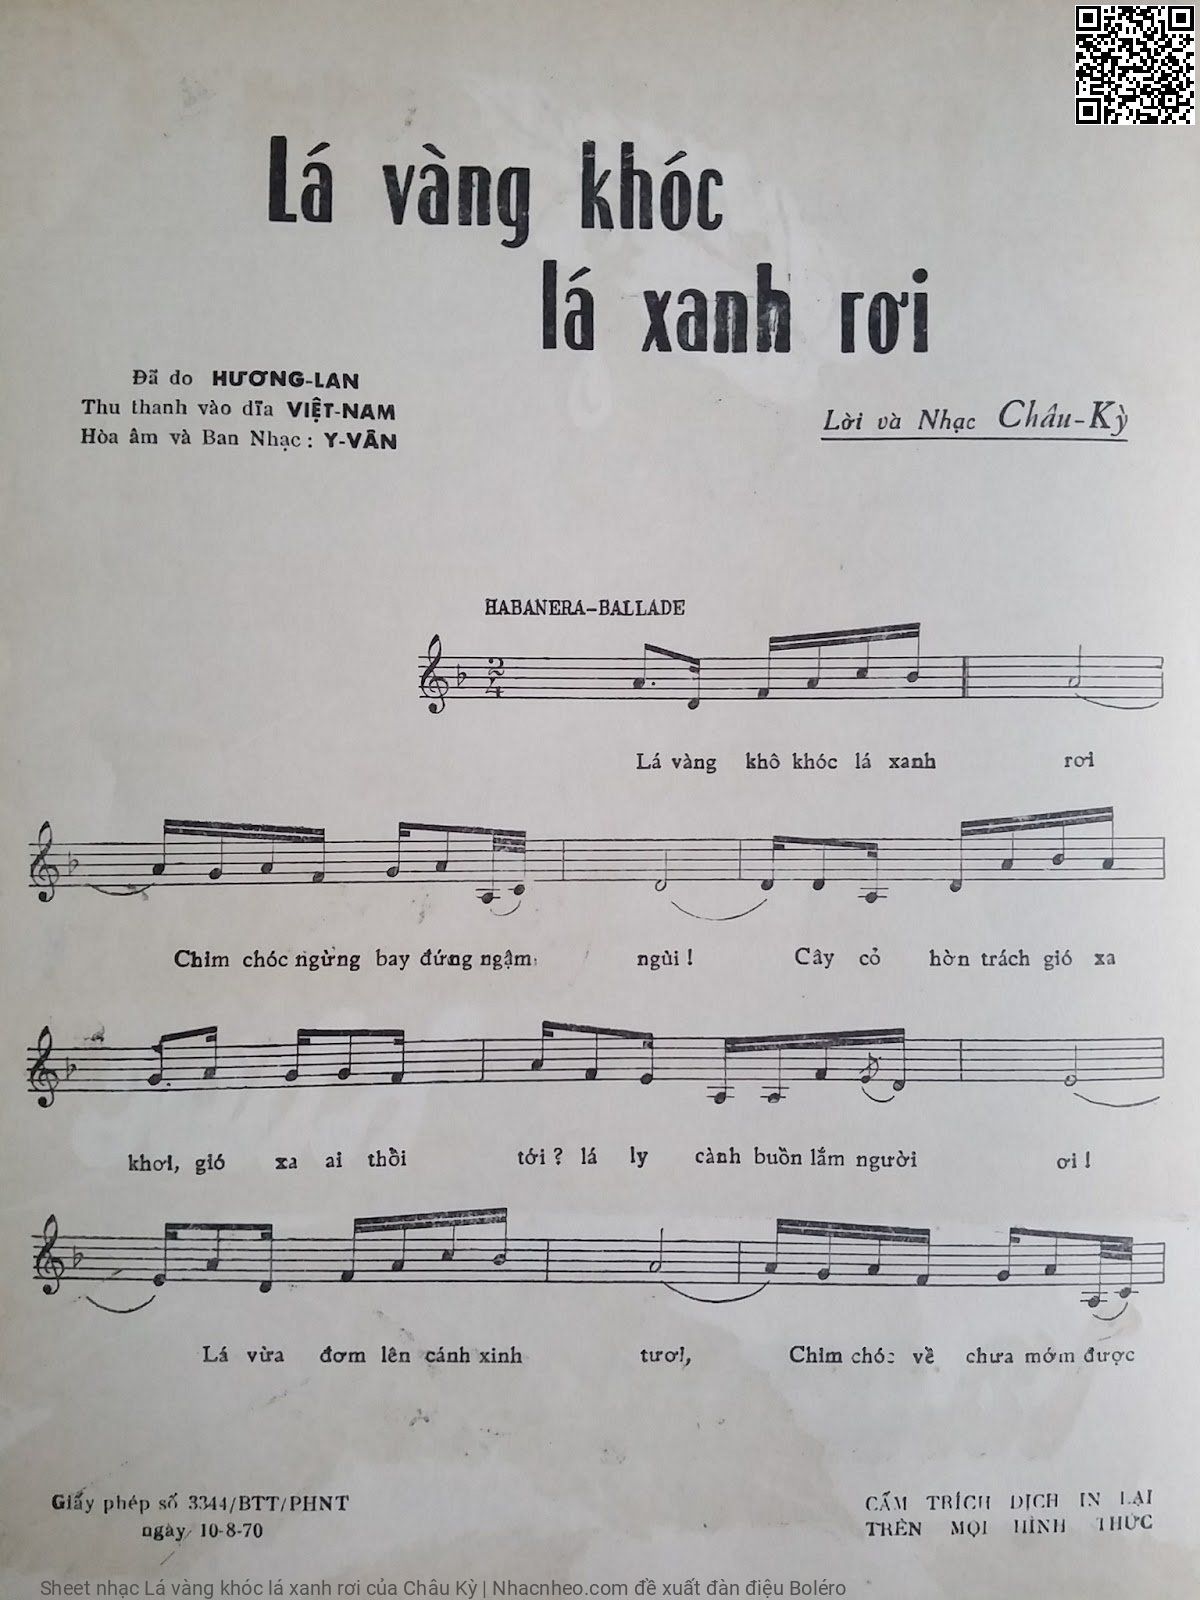 Lá vàng khóc
lá xanh rơi
Đã do HƯƠNG-LAN
Thu thanh vào dĩa VIỆT-NAM
Hòa âm và Ban Nhạc : Y-VÂN
Lời và Nhạc Châu-Kỳ
HABANERA-BALLADE
2
4
Lá vàng khô khóc lá xanh rơi
Chim chóc ngừng bay đứng ngậm ngùi ! Cây cỏ hờn trách gió xa
khơi, gió xa ai thồi tới ? lá ly cành buồn lắm người ơi !
Lá vừa đơm lên cánh xinh tươi, Chim chóc về chưa mớm được
Giấy phép số 3344/BTT/PHNT
ngày 10-8-70
CẤM TRÍCH DỊCH IN LẠI
TRÊN MỌI HÌNH THỨC
Sheet nhạc Lá vàng khóc lá xanh rơi của Châu Kỳ | Nhacnheo.com đề xuất đàn điệu Boléro